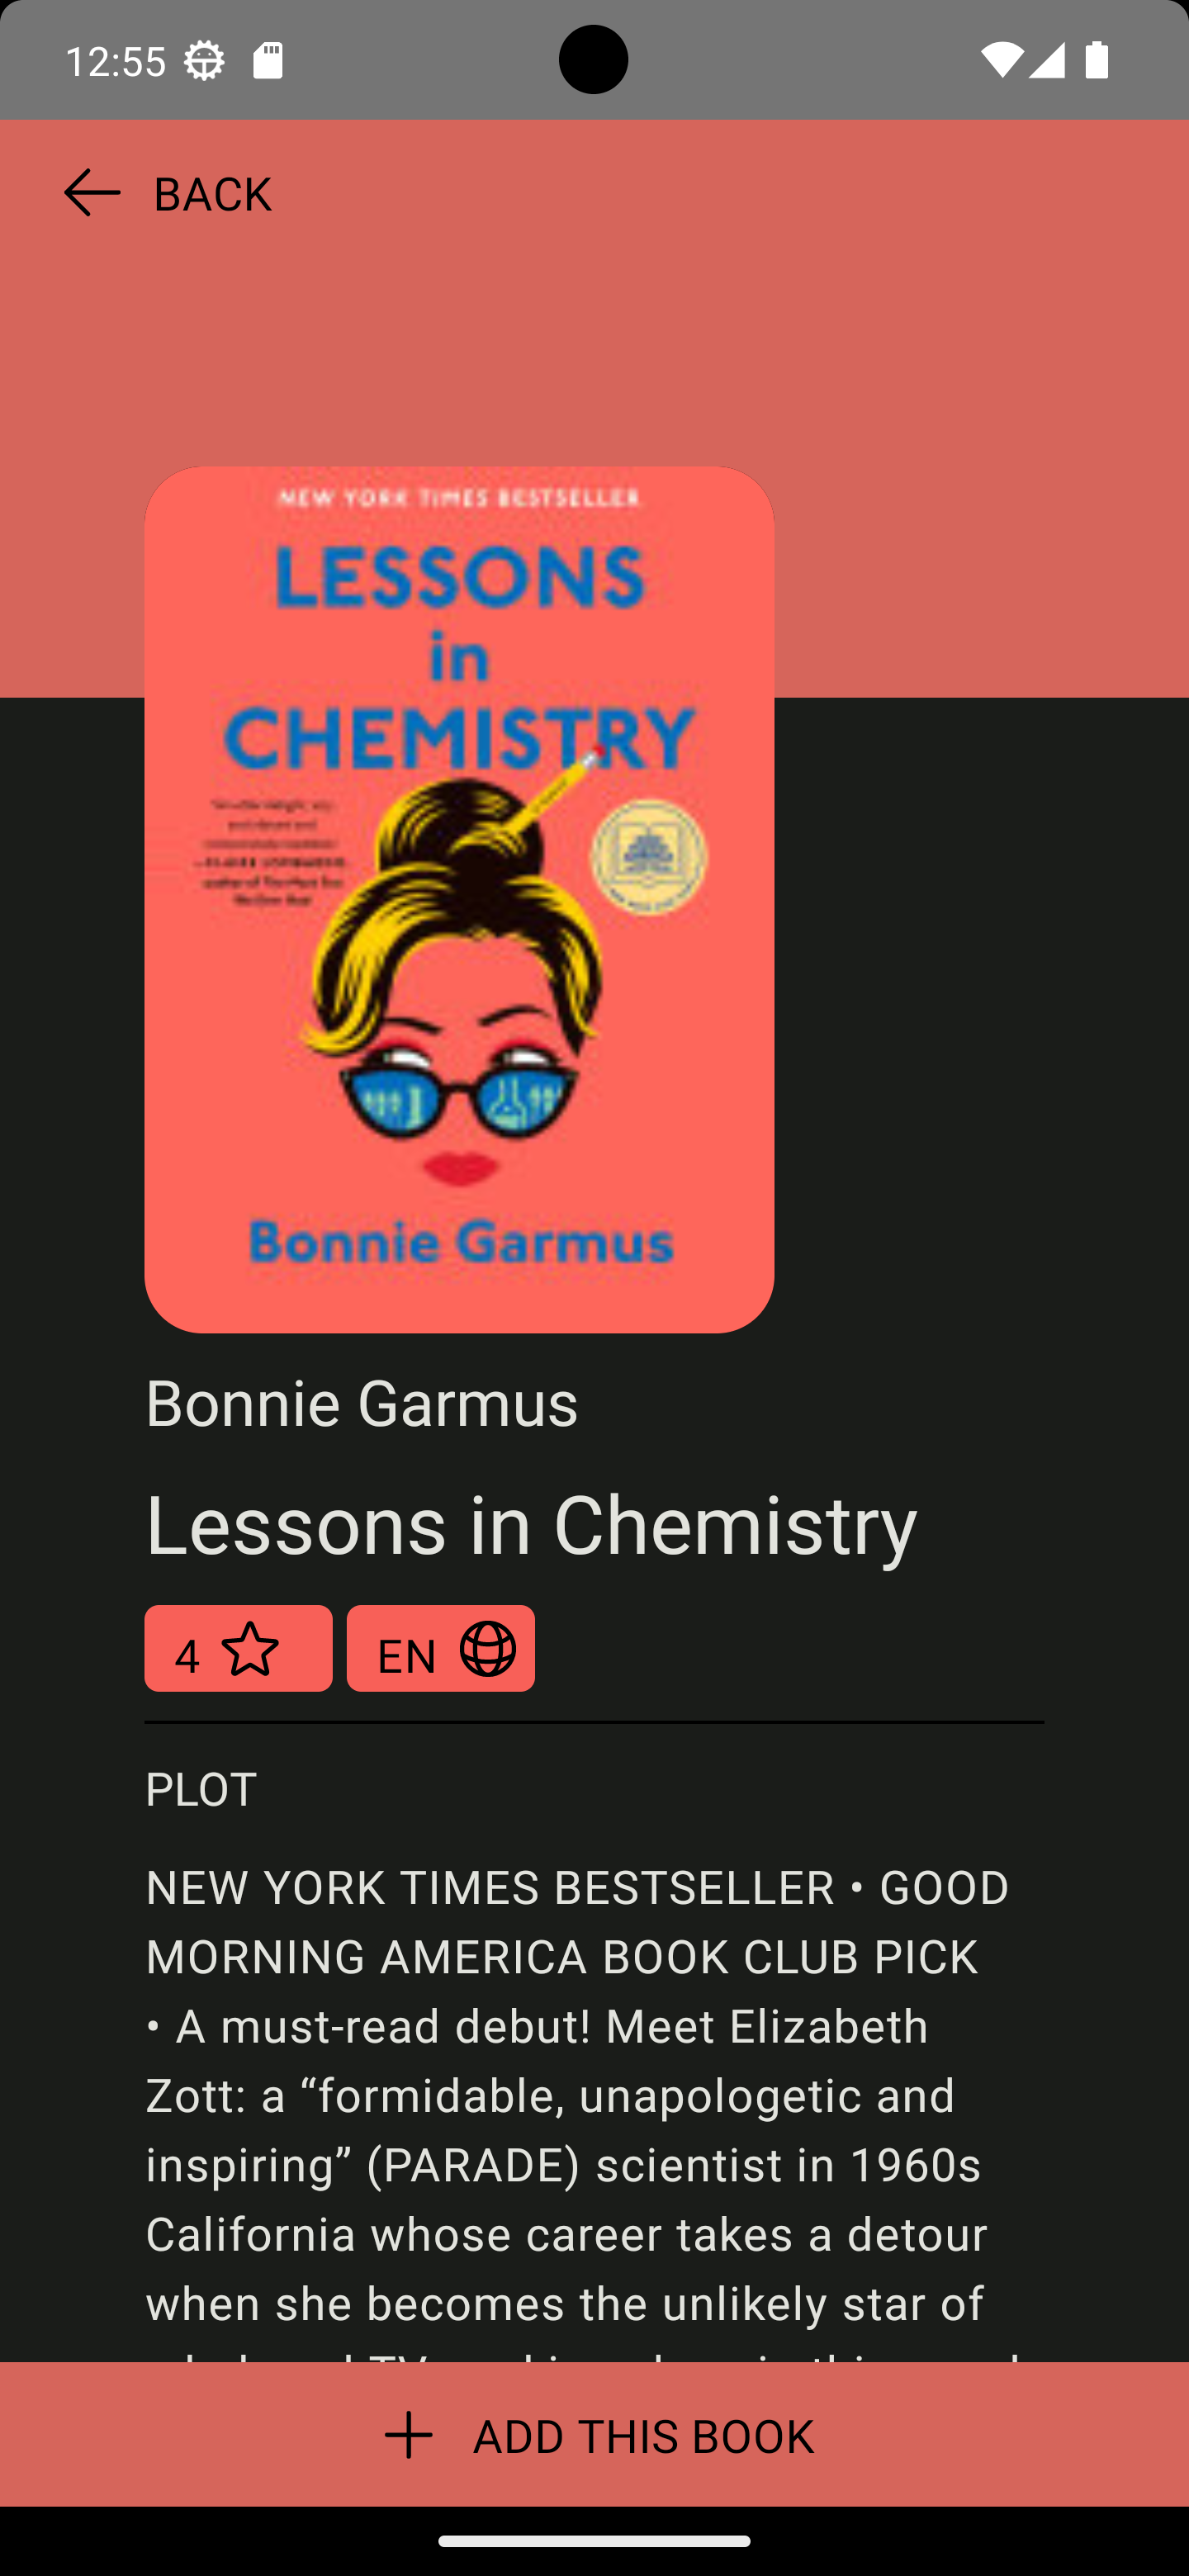 12:55
BACK
NEW YORK TIMES BESTSELLER
LESSONS
in
CHEMISTRY
Bonnie Garmus
Bonnie Garmus
Lessons in Chemistry
4
EN
PLOT
NEW YORK TIMES BESTSELLER • GOOD
MORNING AMERICA BOOK CLUB PICK
• A must-read debut! Meet Elizabeth
Zott: a “formidable, unapologetic and
inspiring” (PARADE) scientist in 1960s
California whose career takes a detour
when she becomes the unlikely star of
ADD THIS BOOK